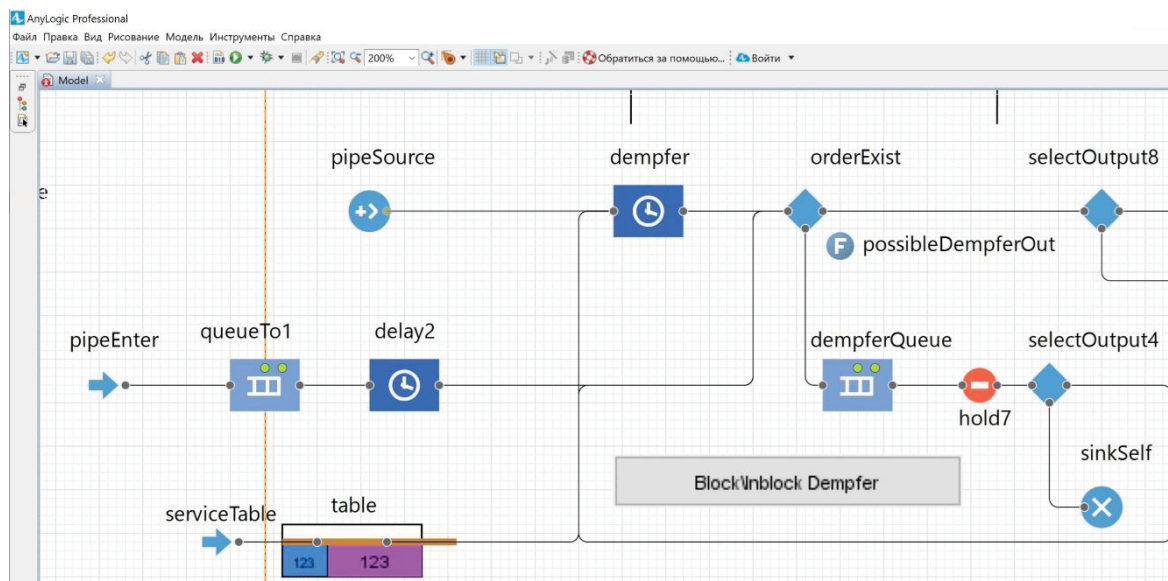 AnyLogic Professional
Файл Правка Вид Рисование Модель Инструменты Справка
200% Обратиться за помощью... Войти
Model
pipeSource dempfer orderExist selectOutput8
e
F possibleDempferOut
pipeEnter queueTo1 delay2 dempferQueue selectOutput4
hold7
sinkSelf
Block\Inblock Dempfer
serviceTable table
123 123